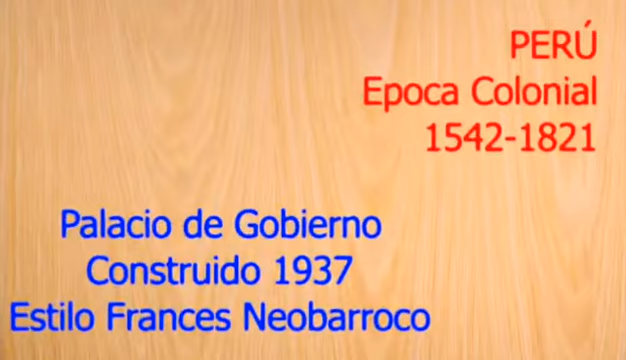 PERÚ
Epoca Colonial
1542-1821
Palacio de Gobierno
Construido 1937
Estilo Frances Neobarroco